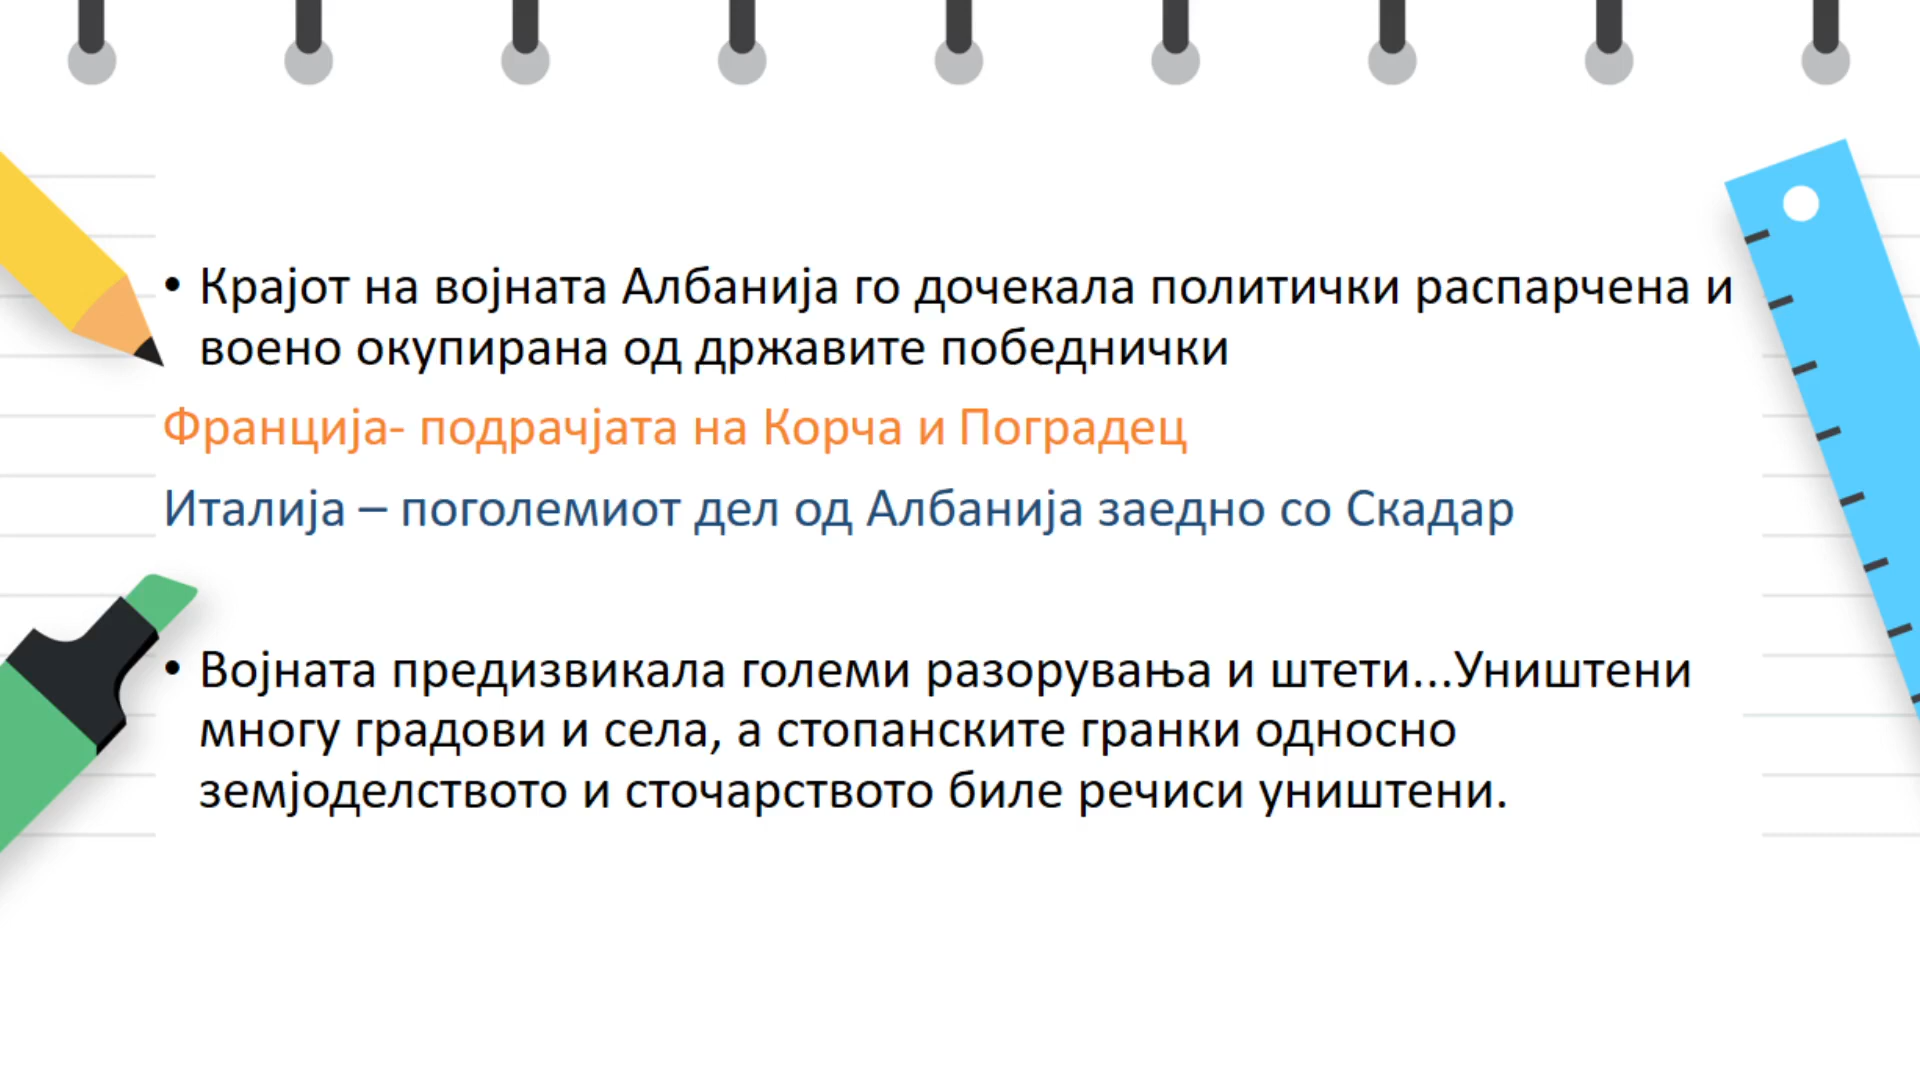 • Крајот на војната Албанија го дочекала политички распарчена и
воено окупирана од државите победнички
Франција- подрачјата на Корча и Поградец
Италија – поголемиот дел од Албанија заедно со Скадар
• Војната предизвикала големи разорувања и штети...Уништени
многу градови и села, а стопанските гранки односно
земјоделството и сточарството биле речиси уништени.